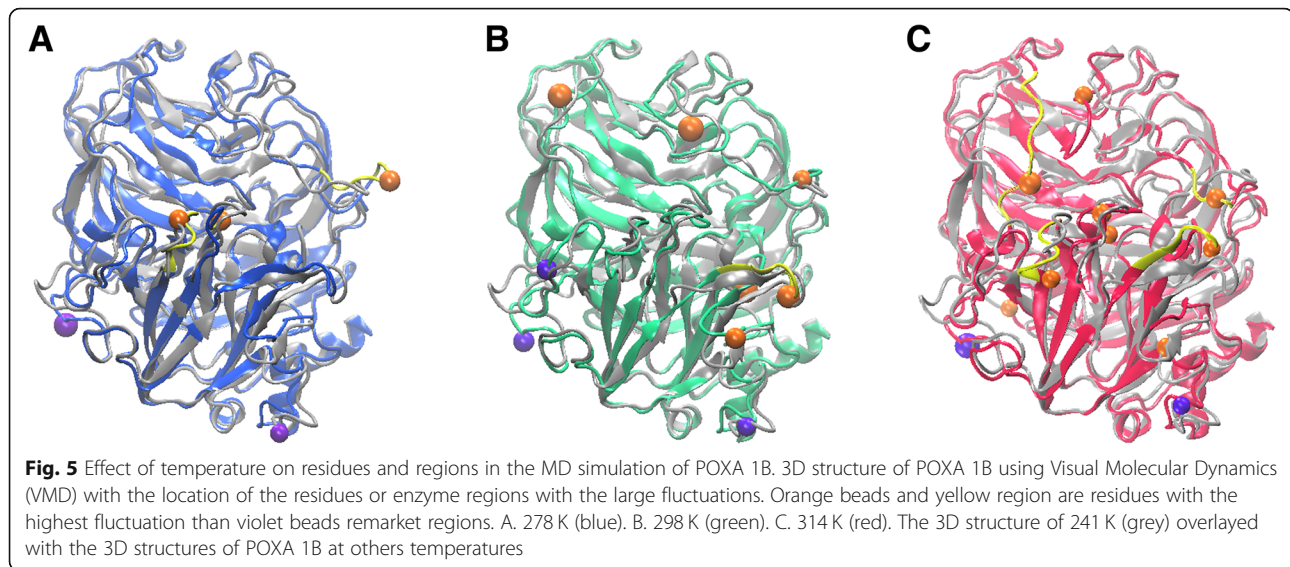 A
B
C
Fig. 5 Effect of temperature on residues and regions in the MD simulation of POXA 1B. 3D structure of POXA 1B using Visual Molecular Dynamics
(VMD) with the location of the residues or enzyme regions with the large fluctuations. Orange beads and yellow region are residues with the
highest fluctuation than violet beads remarket regions. A. 278 K (blue). B. 298 K (green). C. 314 K (red). The 3D structure of 241 K (grey) overlayed
with the 3D structures of POXA 1B at others temperatures